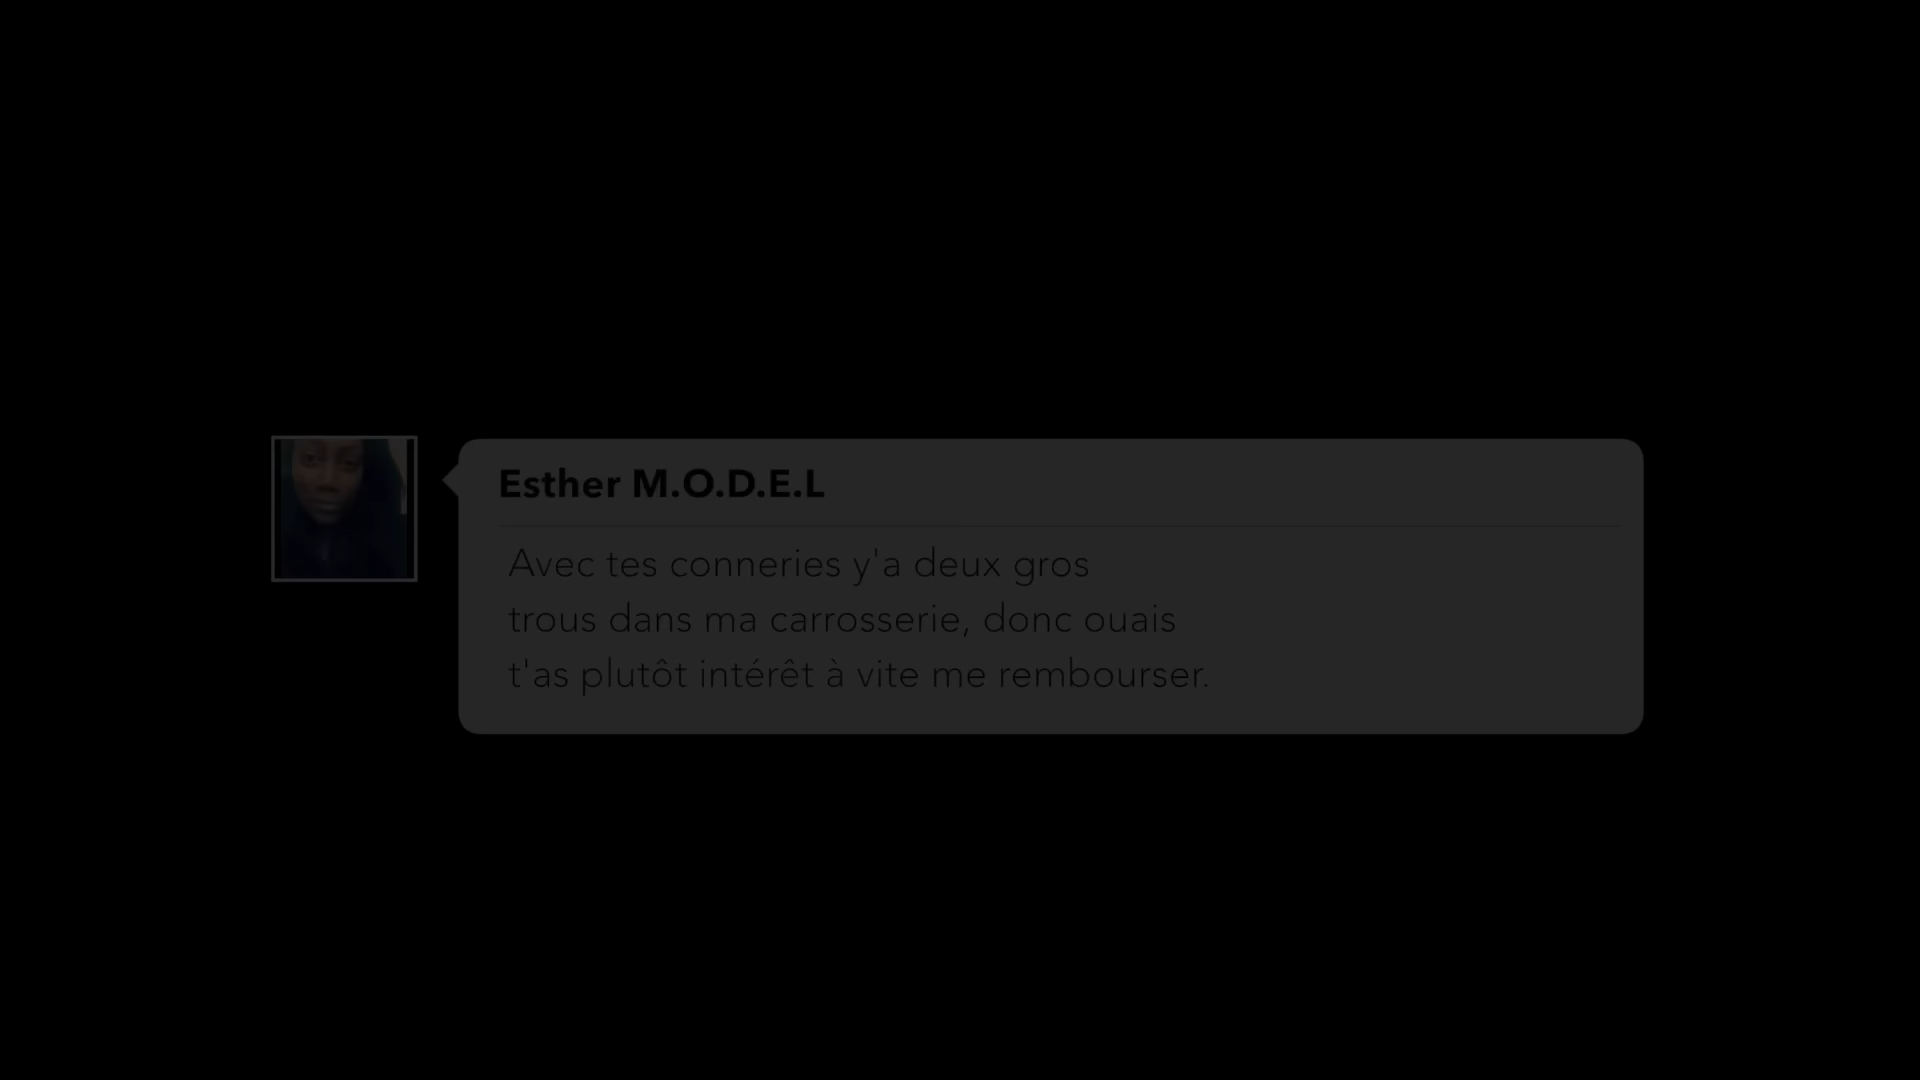 Esther M.O.D.E.L
Avec tes conneries y'a deux gros
trous dans ma carrosserie, donc ouais
t'as plutôt intérêt à vite me rembourser.